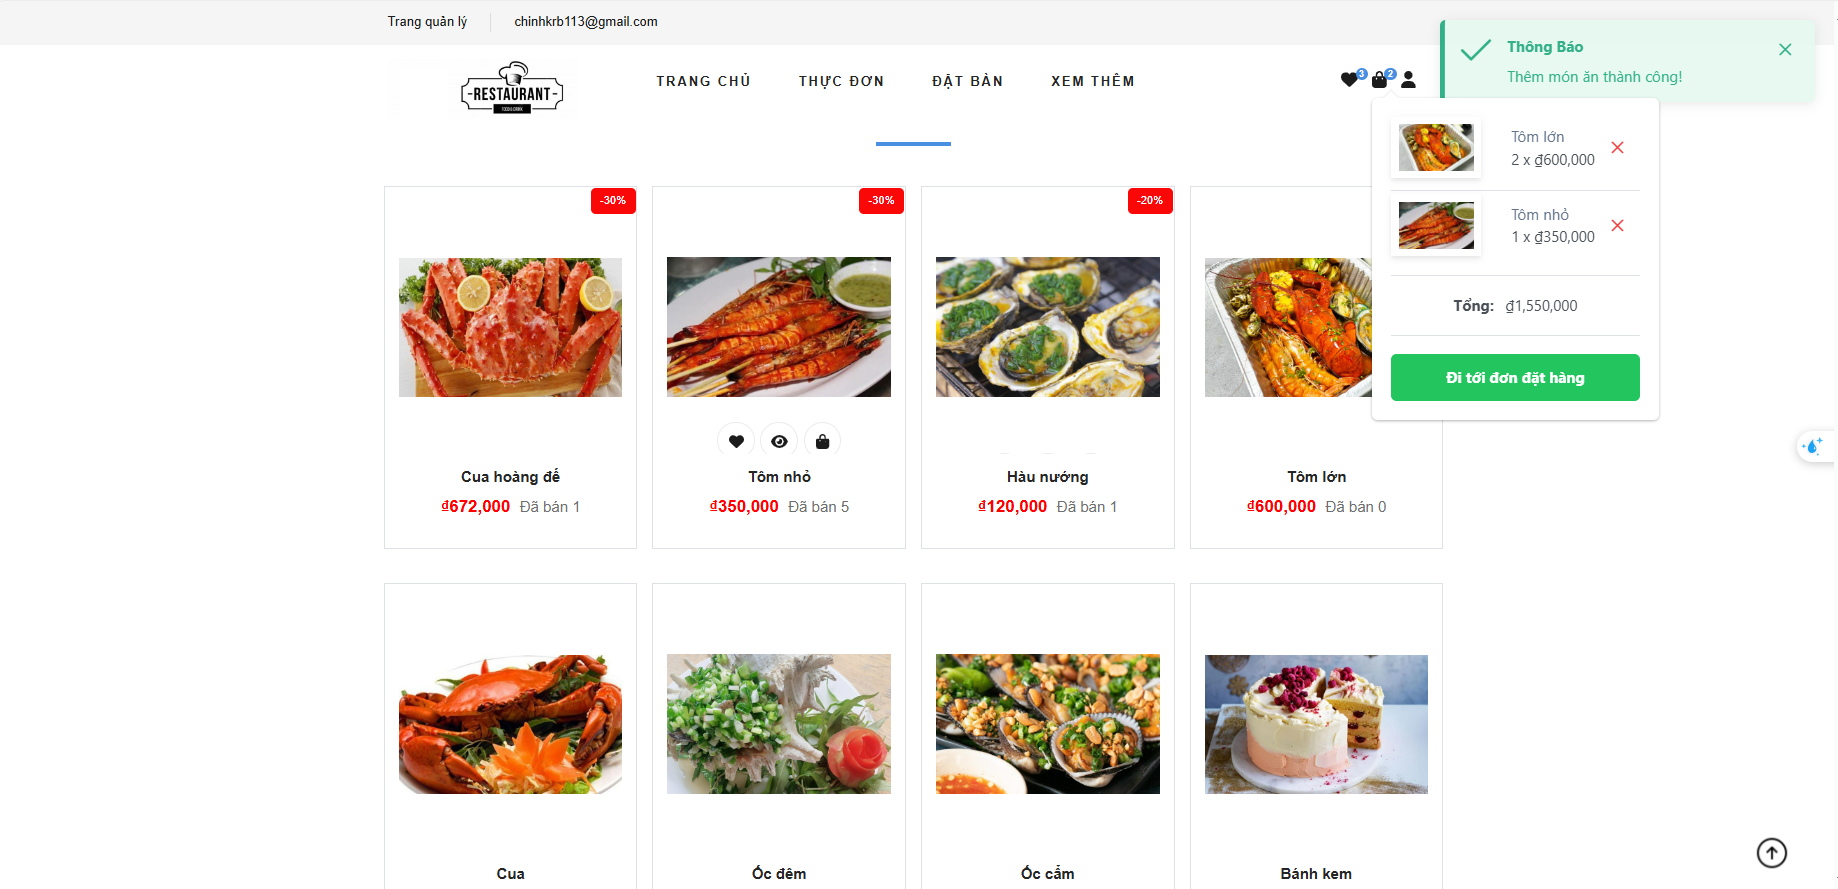 Trang quản lý
chinhkrb113@gmail.com
-RESTAURANT-
TRANG CHỦ
THỰC ĐƠN
ĐẶT BÀN
XEM THÊM
3
2
Thông Báo
Thêm món ăn thành công!
Tôm lớn
2 x ₫600,000
Tôm nhỏ
1 x ₫350,000
Tổng: ₫1,550,000
Đi tới đơn đặt hàng
-30%
-30%
-20%
Cua hoàng đế
₫672,000 Đã bán 1
Tôm nhỏ
₫350,000 Đã bán 5
Hàu nướng
₫120,000 Đã bán 1
Tôm lớn
₫600,000 Đã bán 0
Cua
Ốc đêm
Ốc cẩm
Bánh kem